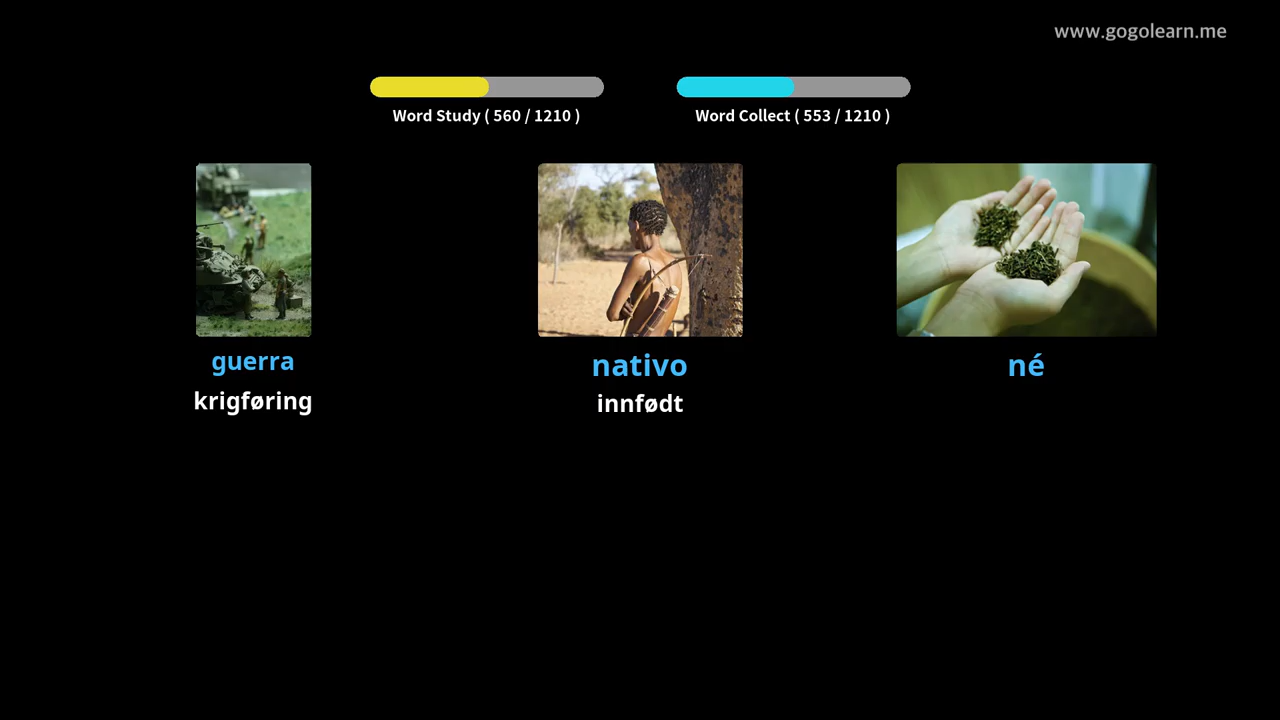 www.gogolearn.me
Word Study ( 560 / 1210 )
Word Collect ( 553 / 1210 )
guerra
krigføring
nativo
innfødt
né